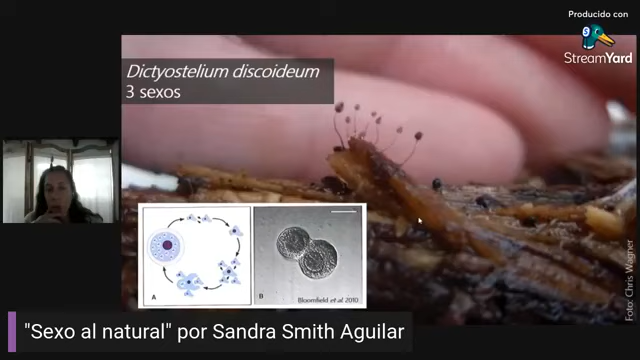 Producido con
StreamYard
Dictyostelium discoideum
3 sexos
A
B
Bloomfield et al 2010
Foto: Chris Wagner
"Sexo al natural" por Sandra Smith Aguilar